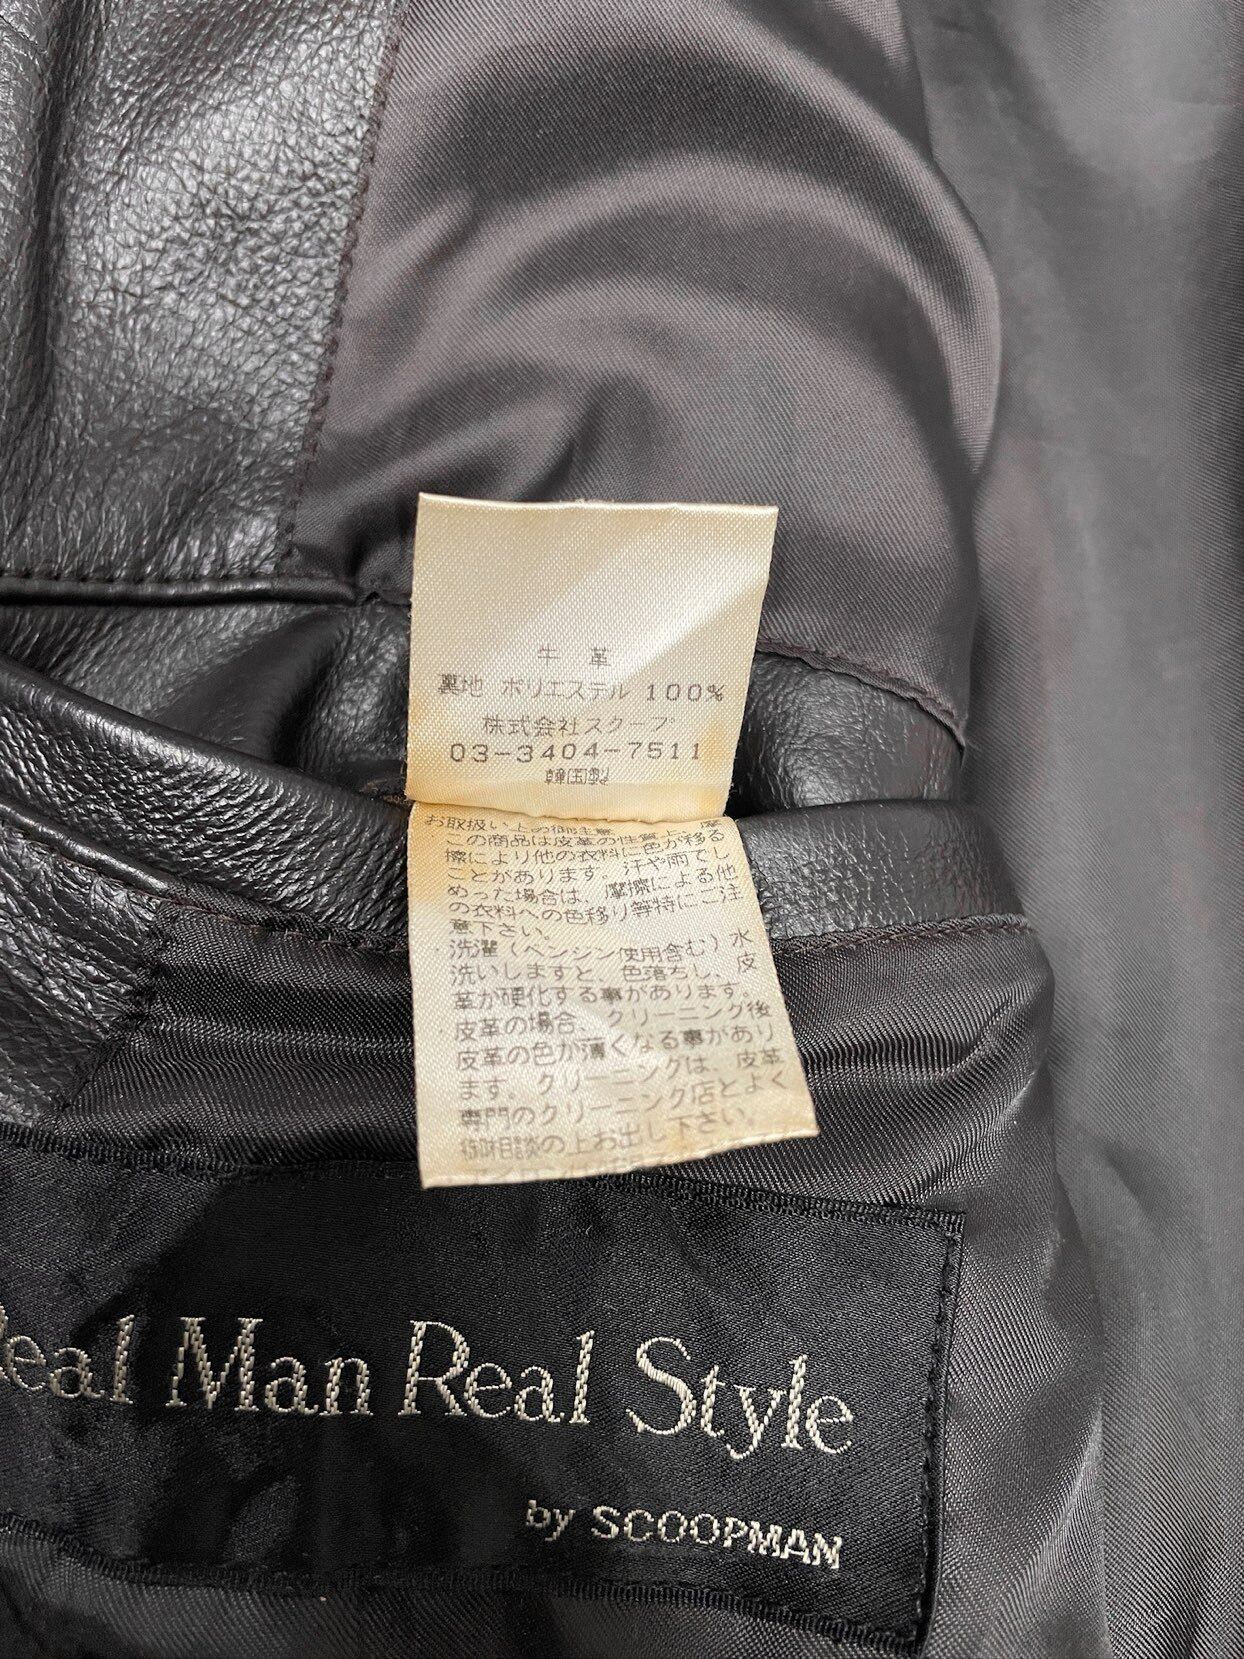 牛 革
裏地 ポリエステル 100%
株式会社スクープ
03-3404-7511
韓国製
お取扱い上の御注意
この商品は皮革の性質上、摩
擦により他の衣料に色が移る
ことがあります。汗や雨でし
めった場合は、摩擦による他
の衣料への色移り等特にご注
意下さい。
・洗濯（ベンジン使用含む）水
洗いしますと、色落ちし、皮
革が硬化する事があります。
・皮革の場合、クリーニング後
皮革の色が薄くなる事があり
ます。クリーニングは、皮革
専門のクリーニング店とよく
御相談の上お出し下さい。
Real Man Real Style
by SCOOPMAN